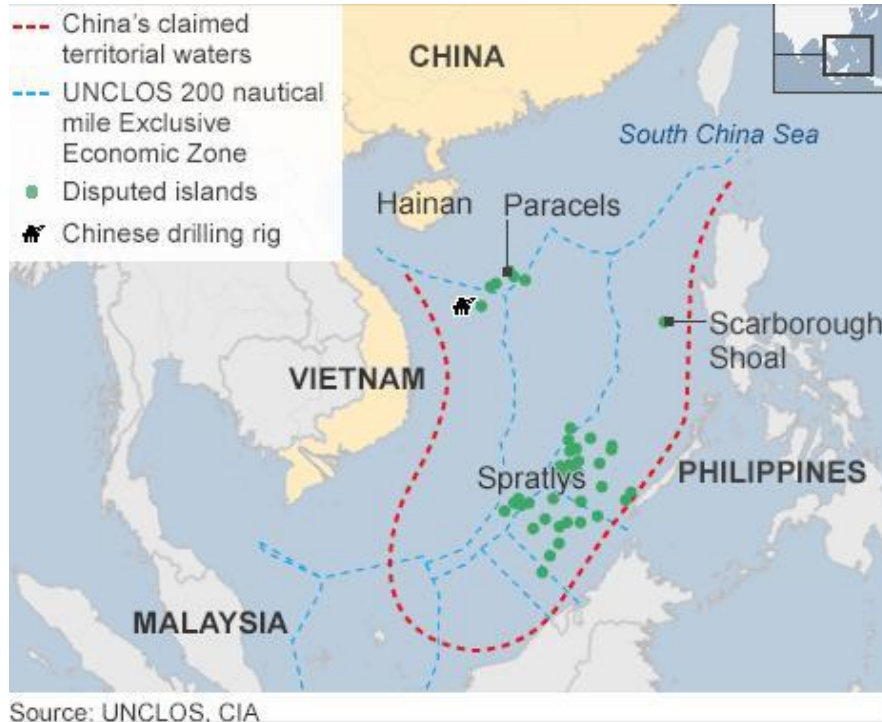 China's claimed
territorial waters
UNCLOS 200 nautical
mile Exclusive
Economic Zone
Disputed islands
Chinese drilling rig
CHINA
South China Sea
Hainan
Paracels
Scarborough
Shoal
VIETNAM
Spratlys
PHILIPPINES
MALAYSIA
Source: UNCLOS, CIA